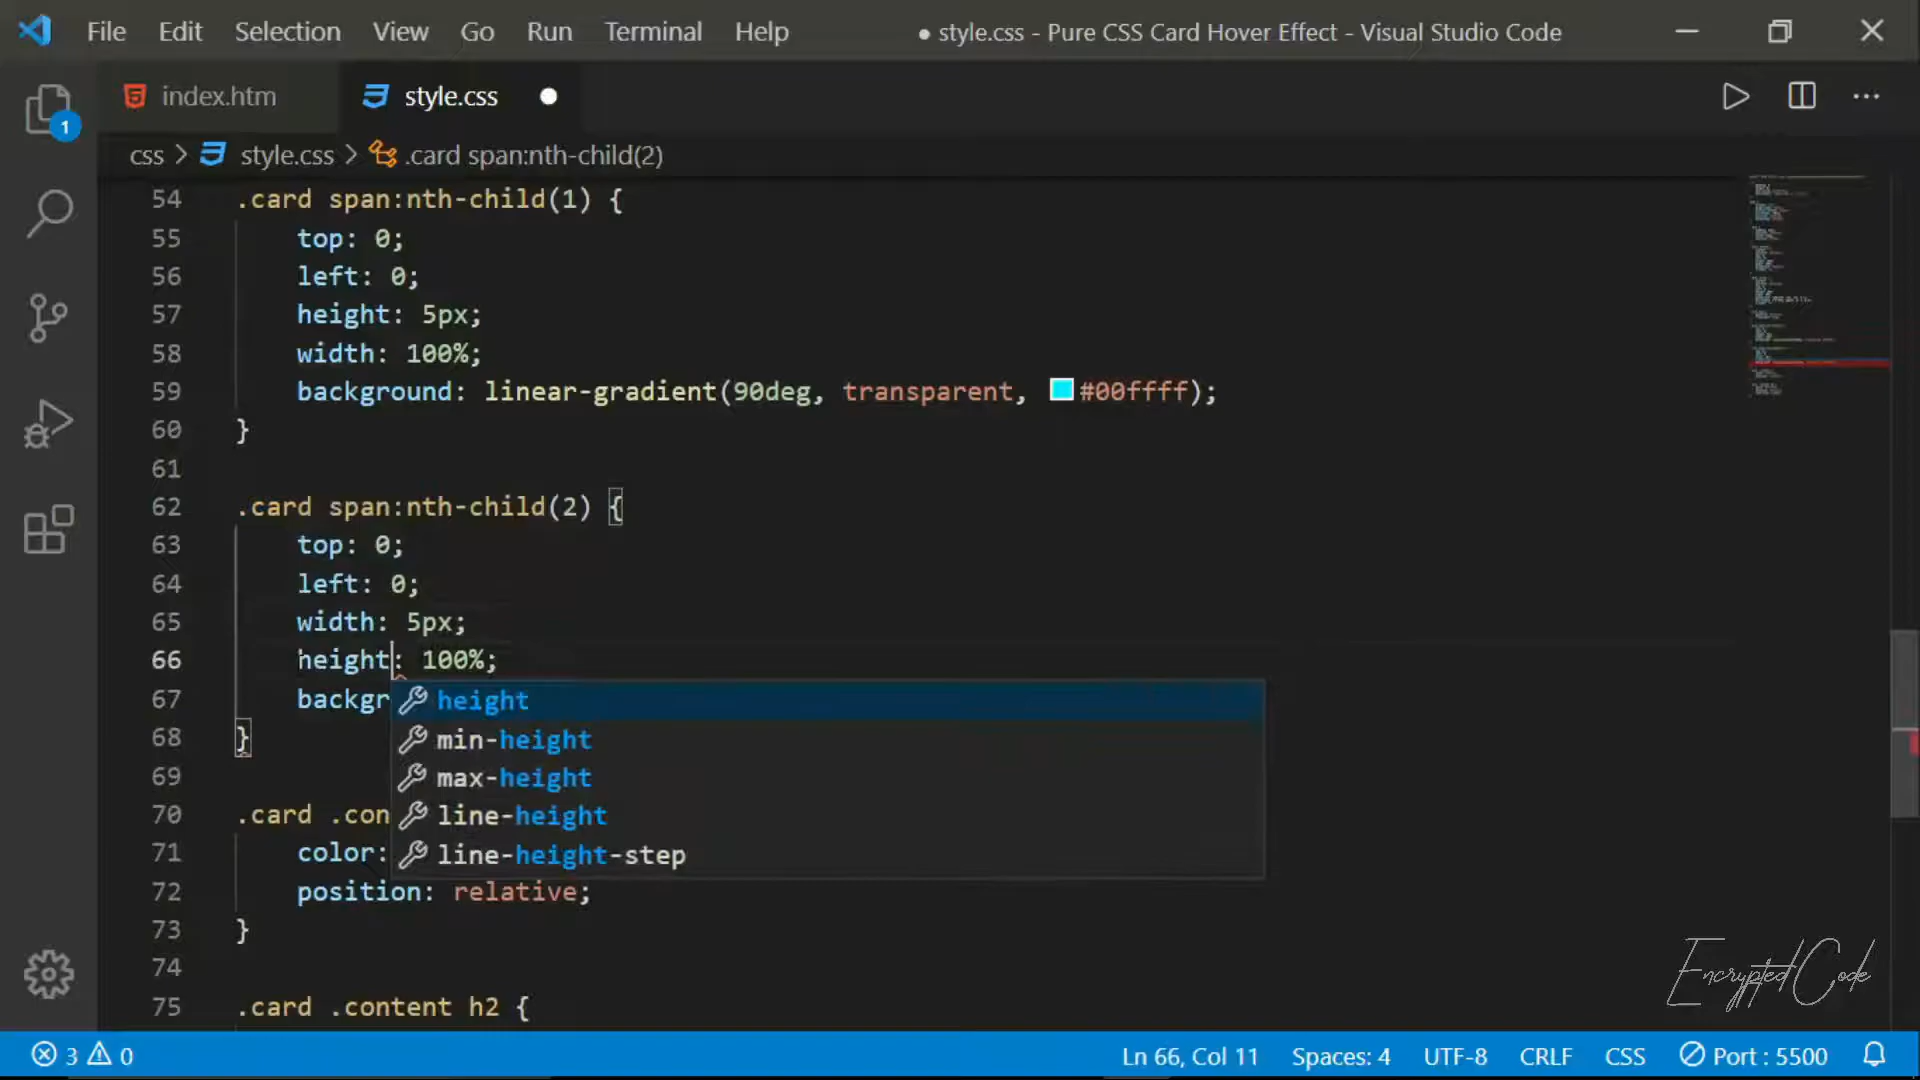 File Edit Selection View Go Run Terminal Help ● style.css - Pure CSS Card Hover Effect - Visual Studio Code
index.htm style.css
1
css > style.css > .card span:nth-child(2)
54 .card span:nth-child(1) {
55 top: 0;
56 left: 0;
57 height: 5px;
58 width: 100%;
59 background: linear-gradient(90deg, transparent, #00ffff);
60 }
61
62 .card span:nth-child(2) {
63 top: 0;
64 left: 0;
65 width: 5px;
66 height: 100%;
67 backgr
height
min-height
68 }
69
max-height
70 .card .con
line-height
71 color:
line-height-step
72 position: relative;
73 }
74
75 .card .content h2 {
Encrypted Code
3 0 Ln 66, Col 11 Spaces: 4 UTF-8 CRLF CSS Port : 5500